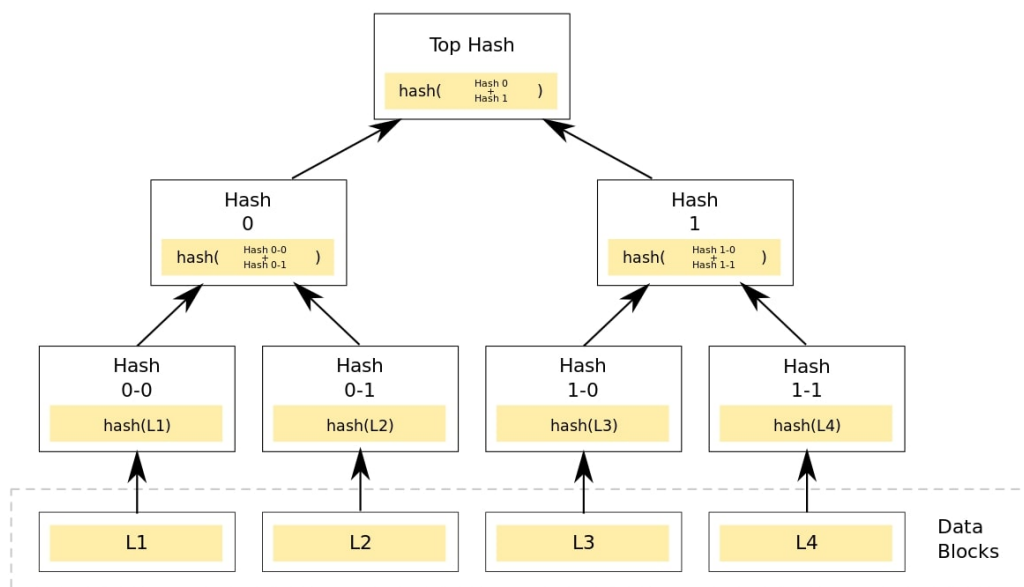 Top Hash
hash( Hash 0 + Hash 1 )
Hash
0
hash( Hash 0-0 + Hash 0-1 )
Hash
1
hash( Hash 1-0 + Hash 1-1 )
Hash
0-0
hash(L1)
Hash
0-1
hash(L2)
Hash
1-0
hash(L3)
Hash
1-1
hash(L4)
L1
L2
L3
L4
Data
Blocks